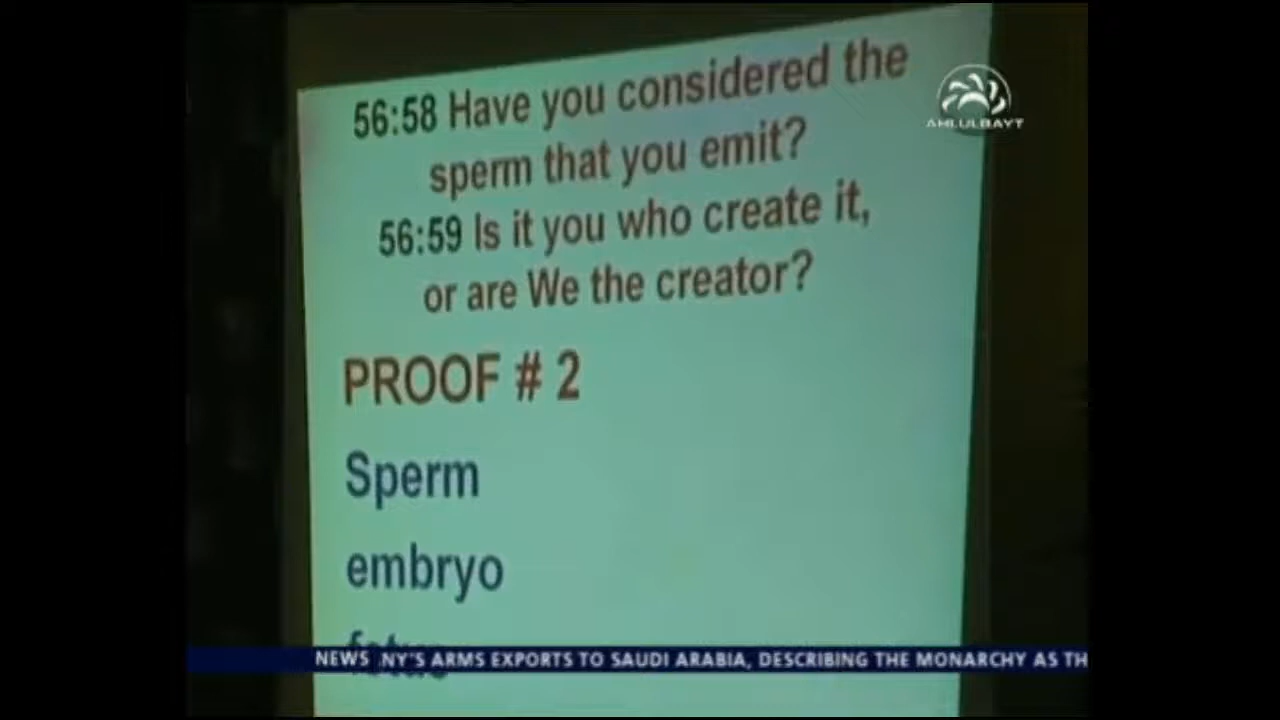 56:58 Have you considered the
sperm that you emit?
56:59 Is it you who create it,
or are We the creator?
PROOF # 2
Sperm
embryo
fetus
AHLULBAYT
NEWS NY'S ARMS EXPORTS TO SAUDI ARABIA, DESCRIBING THE MONARCHY AS TH